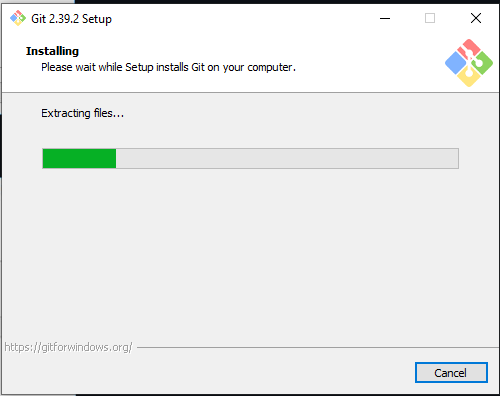 Git 2.39.2 Setup
Installing
Please wait while Setup installs Git on your computer.
Extracting files...
https://gitforwindows.org/
Cancel